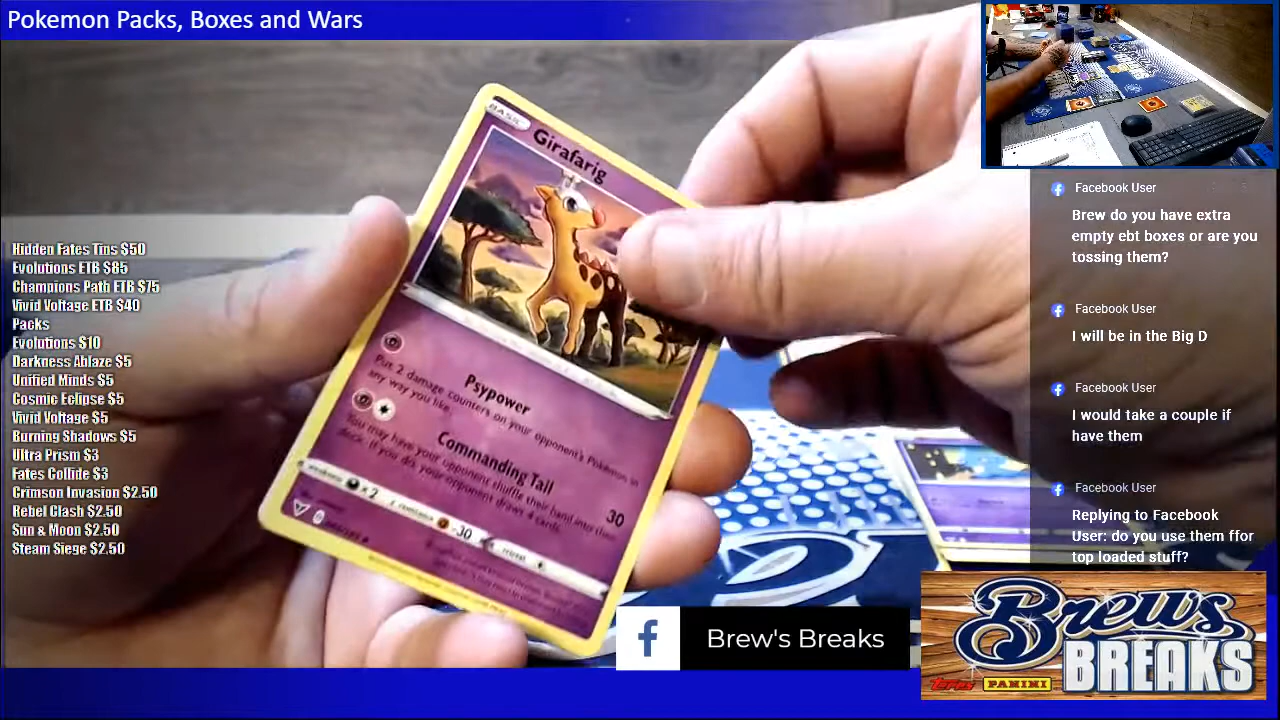 Pokemon Packs, Boxes and Wars
Hidden Fates Tins $50
Evolutions ETB $85
Champions Path ETB $75
Vivid Voltage ETB $40
Packs
Evolutions $10
Darkness Ablaze $5
Unified Minds $5
Cosmic Eclipse $5
Vivid Voltage $5
Burning Shadows $5
Ultra Prism $3
Fates Collide $3
Crimson Invasion $2.50
Rebel Clash $2.50
Sun & Moon $2.50
Steam Siege $2.50
BASIC
Girafarig
Psypower
Put 2 damage counters on your opponent's Pokémon in
any way you like.
Commanding Tail
30
You may have your opponent shuffle their hand into their
deck. If you do, your opponent draws 4 cards.
weakness ×2 resistance -30 retreat
Facebook User
Brew do you have extra
empty ebt boxes or are you
tossing them?
Facebook User
I will be in the Big D
Facebook User
I would take a couple if
have them
Facebook User
Replying to Facebook
User: do you use them ffor
top loaded stuff?
f
Brew's Breaks
Brew's
BREAKS
Topps PANINI